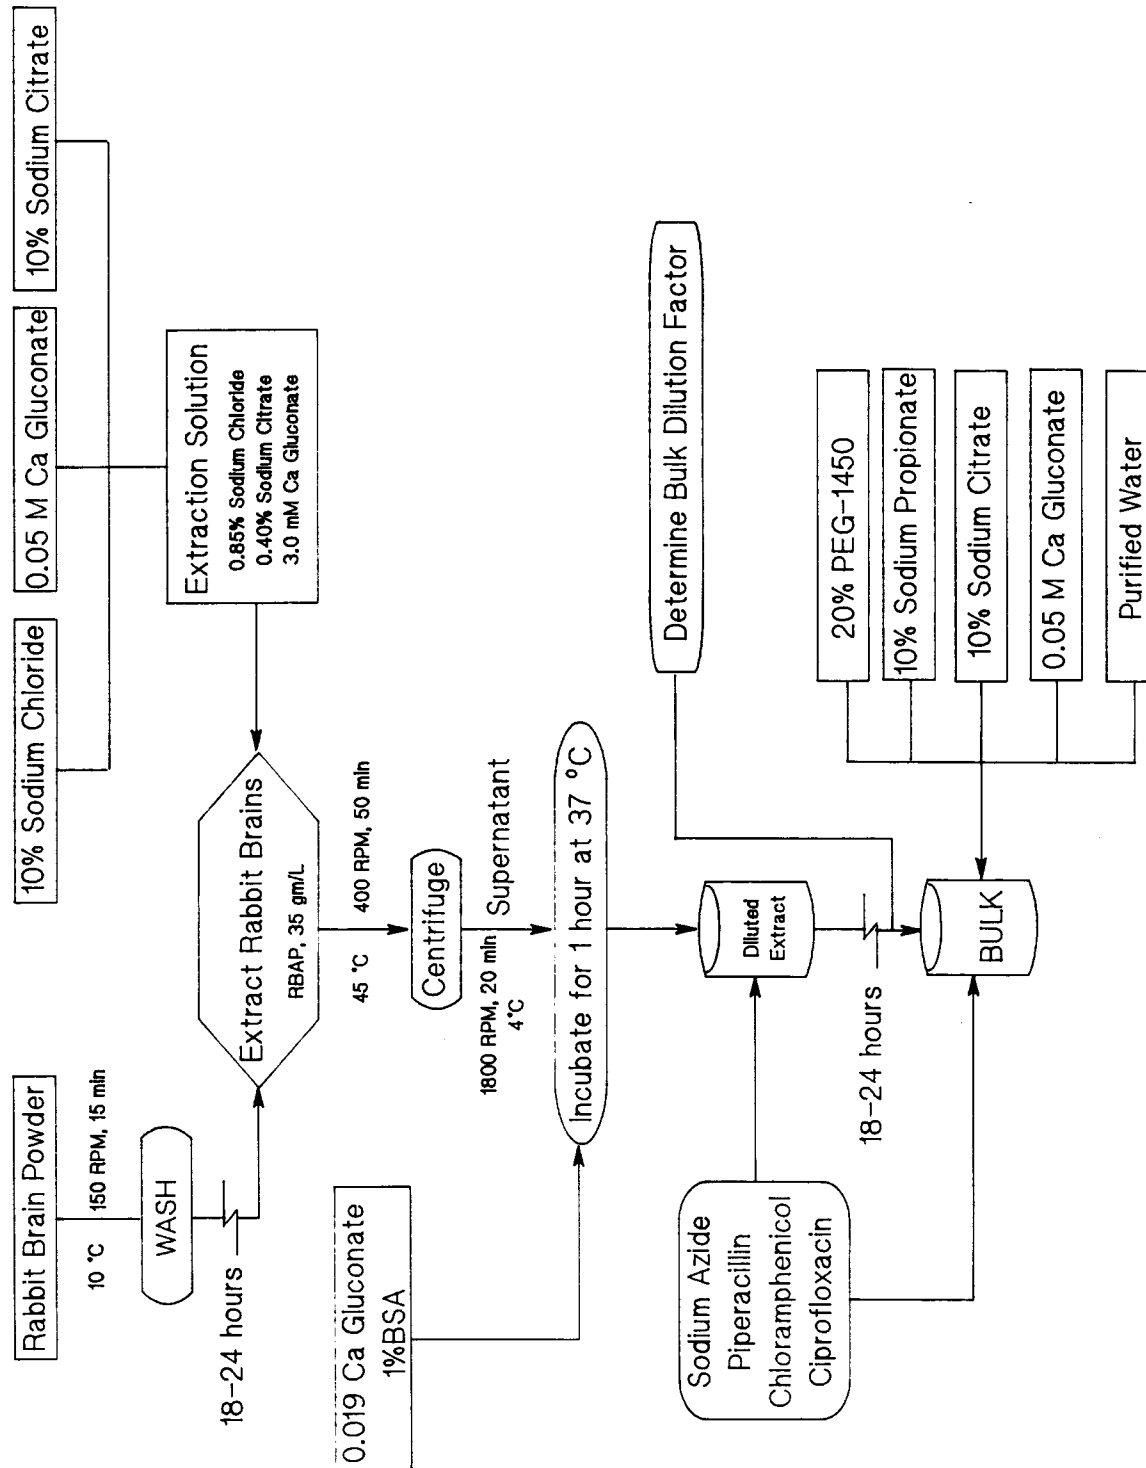 Rabbit Brain Powder
10% Sodium Chloride
0.05 M Ca Gluconate
10% Sodium Citrate
10 °C
150 RPM, 15 min
WASH
18-24 hours
Extraction Solution
0.85% Sodium Chloride
0.40% Sodium Citrate
3.0 mM Ca Gluconate
Extract Rabbit Brains
RBAP, 35 gm/L
45 °C
400 RPM, 50 min
Centrifuge
1800 RPM, 20 min
4°C
Supernatant
0.019 Ca Gluconate
1%BSA
Incubate for 1 hour at 37 °C
Determine Bulk Dilution Factor
Sodium Azide
Piperacillin
Chloramphenicol
Ciprofloxacin
Diluted
Extract
18-24 hours
BULK
20% PEG-1450
10% Sodium Propionate
10% Sodium Citrate
0.05 M Ca Gluconate
Purified Water